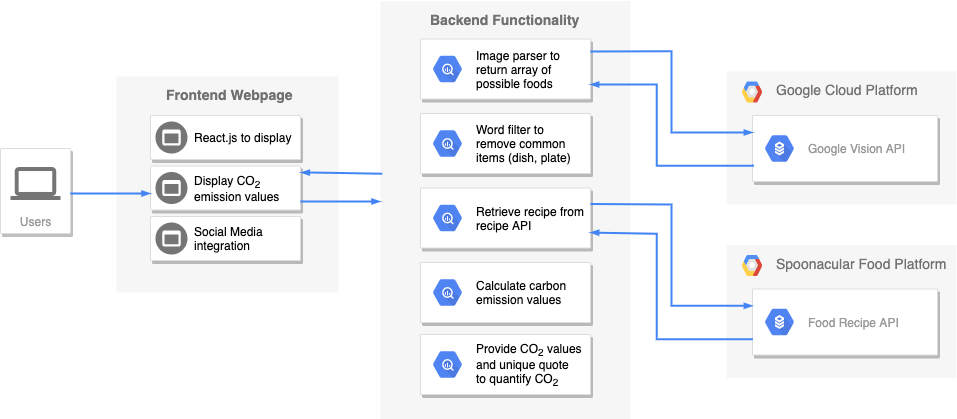 Backend Functionality
Image parser to
return array of
possible foods
Word filter to
remove common
items (dish, plate)
Retrieve recipe from
recipe API
Calculate carbon
emission values
Provide CO2 values
and unique quote
to quantify CO2
Frontend Webpage
React.js to display
Display CO2
emission values
Social Media
integration
Users
Google Cloud Platform
Google Vision API
Spoonacular Food Platform
Food Recipe API